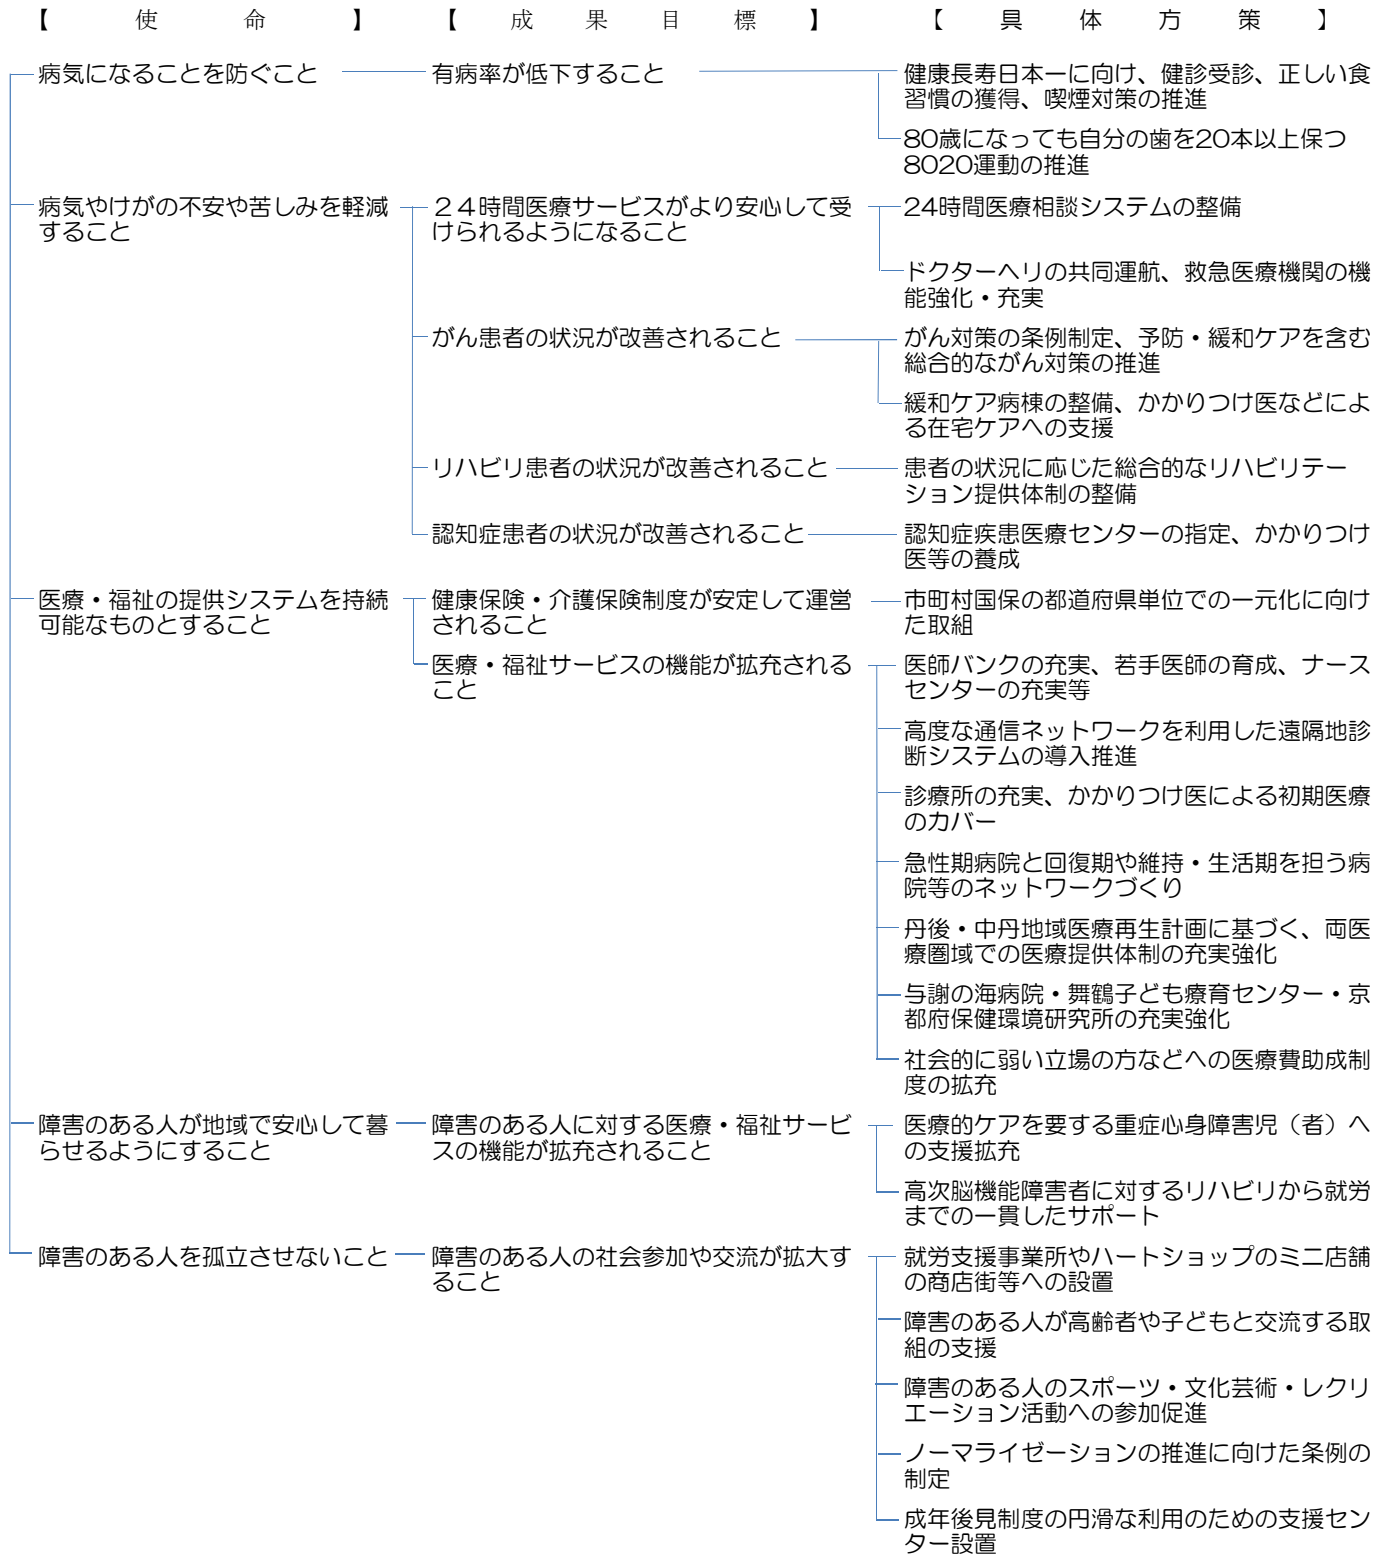 【使命】【成果目標】【具体方策】
病気になることを防ぐこと
有病率が低下すること
健康長寿日本一に向け、健診受診、正しい食
習慣の獲得、喫煙対策の推進
80歳になっても自分の歯を20本以上保つ
8020運動の推進
病気やけがの不安や苦しみを軽減
すること
２４時間医療サービスがより安心して受
けられるようになること
24時間医療相談システムの整備
ドクターヘリの共同運航、救急医療機関の機
能強化・充実
がん患者の状況が改善されること
がん対策の条例制定、予防・緩和ケアを含む
総合的ながん対策の推進
緩和ケア病棟の整備、かかりつけ医などによ
る在宅ケアへの支援
リハビリ患者の状況が改善されること
患者の状況に応じた総合的なリハビリテー
ション提供体制の整備
認知症患者の状況が改善されること
認知症疾患医療センターの指定、かかりつけ
医等の養成
医療・福祉の提供システムを持続
可能なものとすること
健康保険・介護保険制度が安定して運営
されること
市町村国保の都道府県単位での一元化に向け
た取組
医療・福祉サービスの機能が拡充される
こと
医師バンクの充実、若手医師の育成、ナース
センターの充実等
高度な通信ネットワークを利用した遠隔地診
断システムの導入推進
診療所の充実、かかりつけ医による初期医療
のカバー
急性期病院と回復期や維持・生活期を担う病
院等のネットワークづくり
丹後・中丹地域医療再生計画に基づく、両医
療圏域での医療提供体制の充実強化
与謝の海病院・舞鶴子ども療育センター・京
都府保健環境研究所の充実強化
社会的に弱い立場の方などへの医療費助成制
度の拡充
障害のある人が地域で安心して暮
らせるようにすること
障害のある人に対する医療・福祉サービ
スの機能が拡充されること
医療的ケアを要する重症心身障害児（者）へ
の支援拡充
高次脳機能障害者に対するリハビリから就労
までの一貫したサポート
障害のある人を孤立させないこと
障害のある人の社会参加や交流が拡大す
ること
就労支援事業所やハートショップのミニ店舗
の商店街等への設置
障害のある人が高齢者や子どもと交流する取
組の支援
障害のある人のスポーツ・文化芸術・レクリ
エーション活動への参加促進
ノーマライゼーションの推進に向けた条例の
制定
成年後見制度の円滑な利用のための支援セン
ター設置